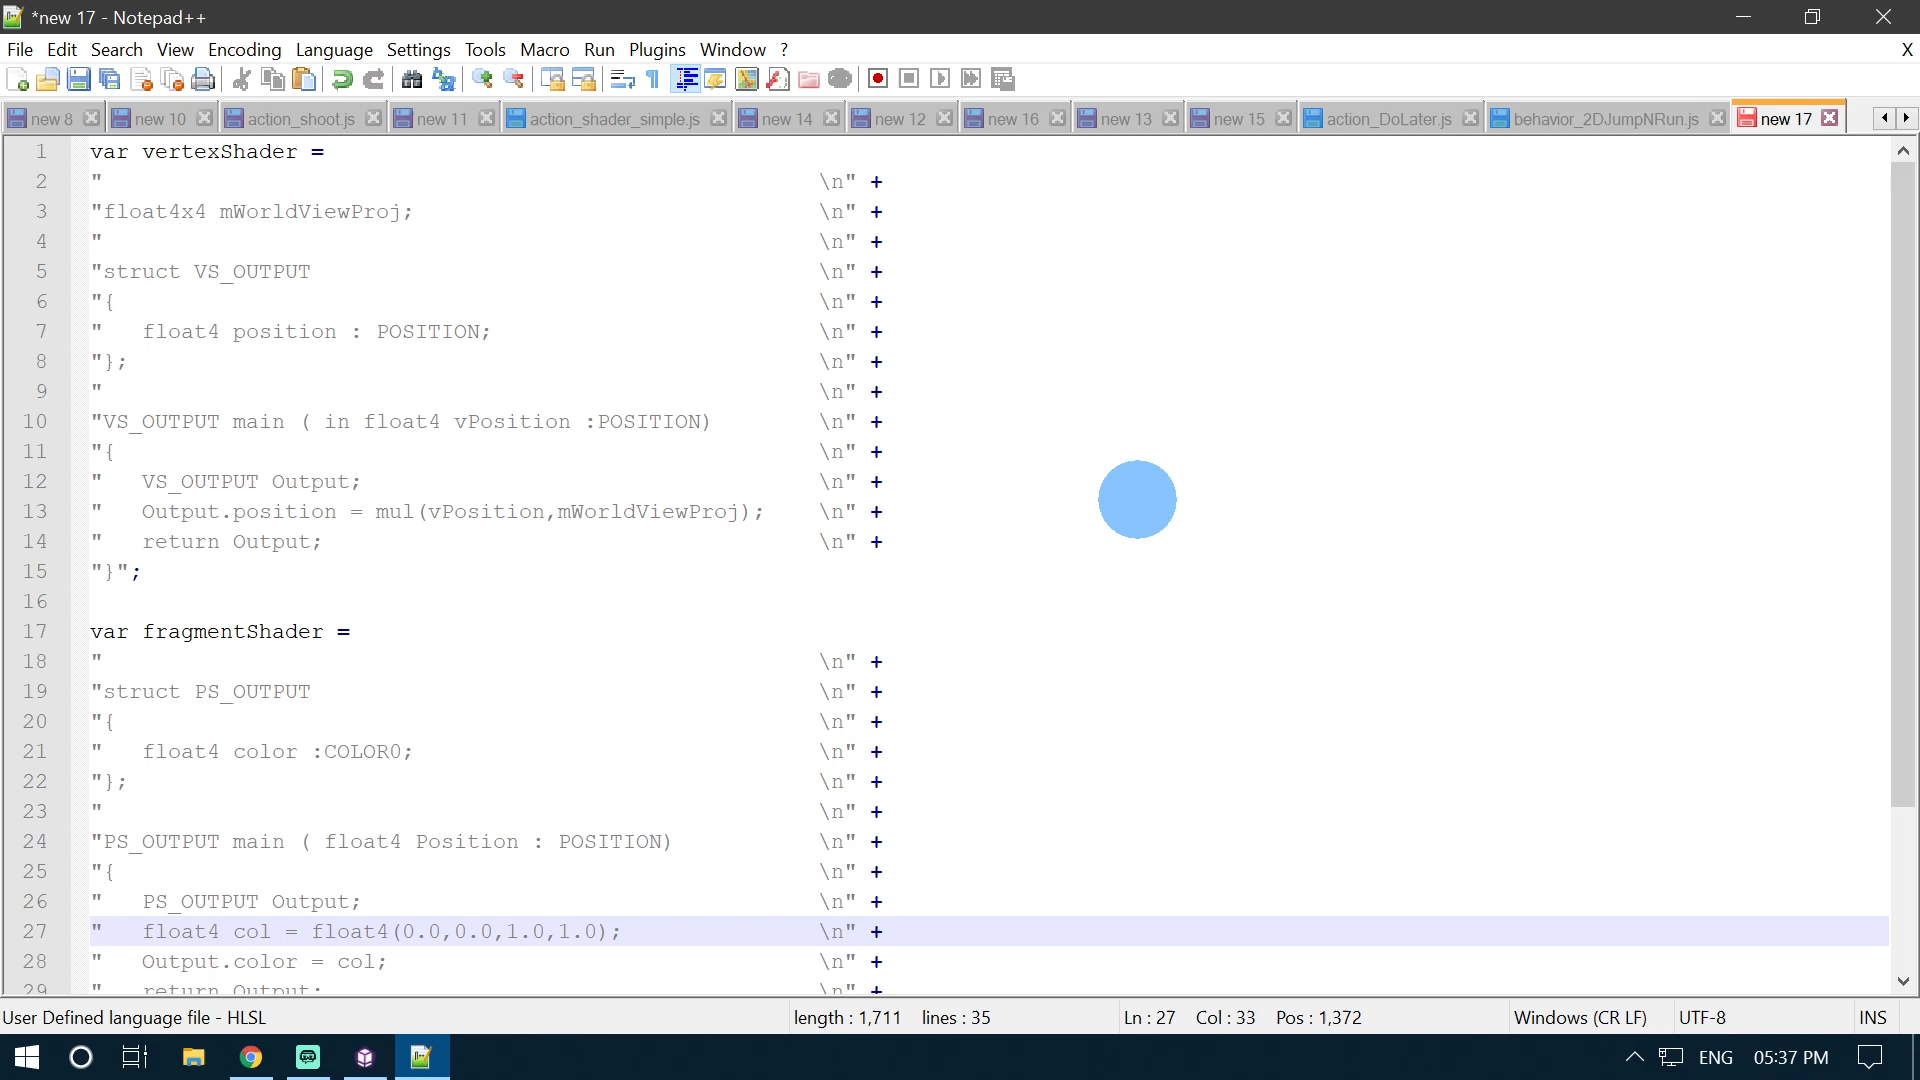 *new 17 - Notepad++
File Edit Search View Encoding Language Settings Tools Macro Run Plugins Window ? X
new 8 new 10 action_shoot.js new 11 action_shader_simple.js new 14 new 12 new 16 new 13 new 15 action_DoLater.js behavior_2DJumpNRun.js new 17
1 var vertexShader =
2 " \n" +
3 "float4x4 mWorldViewProj; \n" +
4 " \n" +
5 "struct VS_OUTPUT \n" +
6 "{ \n" +
7 " float4 position : POSITION; \n" +
8 "}; \n" +
9 " \n" +
10 "VS_OUTPUT main ( in float4 vPosition :POSITION) \n" +
11 "{ \n" +
12 " VS_OUTPUT Output; \n" +
13 " Output.position = mul(vPosition,mWorldViewProj); \n" +
14 " return Output; \n" +
15 "}";
16
17 var fragmentShader =
18 " \n" +
19 "struct PS_OUTPUT \n" +
20 "{ \n" +
21 " float4 color :COLOR0; \n" +
22 "}; \n" +
23 " \n" +
24 "PS_OUTPUT main ( float4 Position : POSITION) \n" +
25 "{ \n" +
26 " PS_OUTPUT Output; \n" +
27 " float4 col = float4(0.0,0.0,1.0,1.0); \n" +
28 " Output.color = col; \n" +
29 " return Output; \n" +
User Defined language file - HLSL length : 1,711 lines : 35 Ln : 27 Col : 33 Pos : 1,372 Windows (CR LF) UTF-8 INS
ENG 05:37 PM